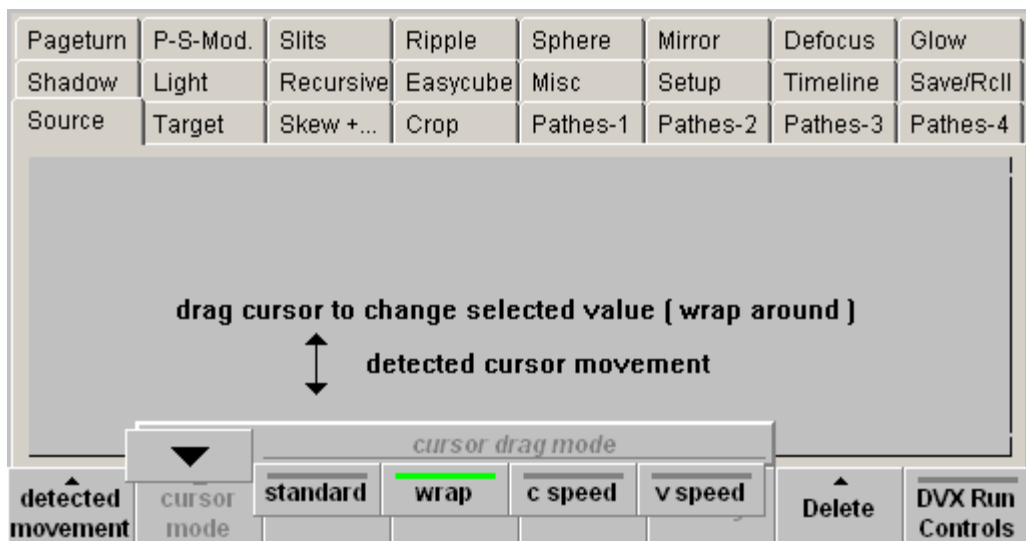 Pageturn P-S-Mod. Slits Ripple Sphere Mirror Defocus Glow
Shadow Light Recursive Easycube Misc Setup Timeline Save/Rcll
Source Target Skew +... Crop Pathes-1 Pathes-2 Pathes-3 Pathes-4
drag cursor to change selected value ( wrap around )
detected cursor movement
cursor drag mode
standard wrap c speed v speed
detected movement
cursor mode
Delete
DVX Run Controls